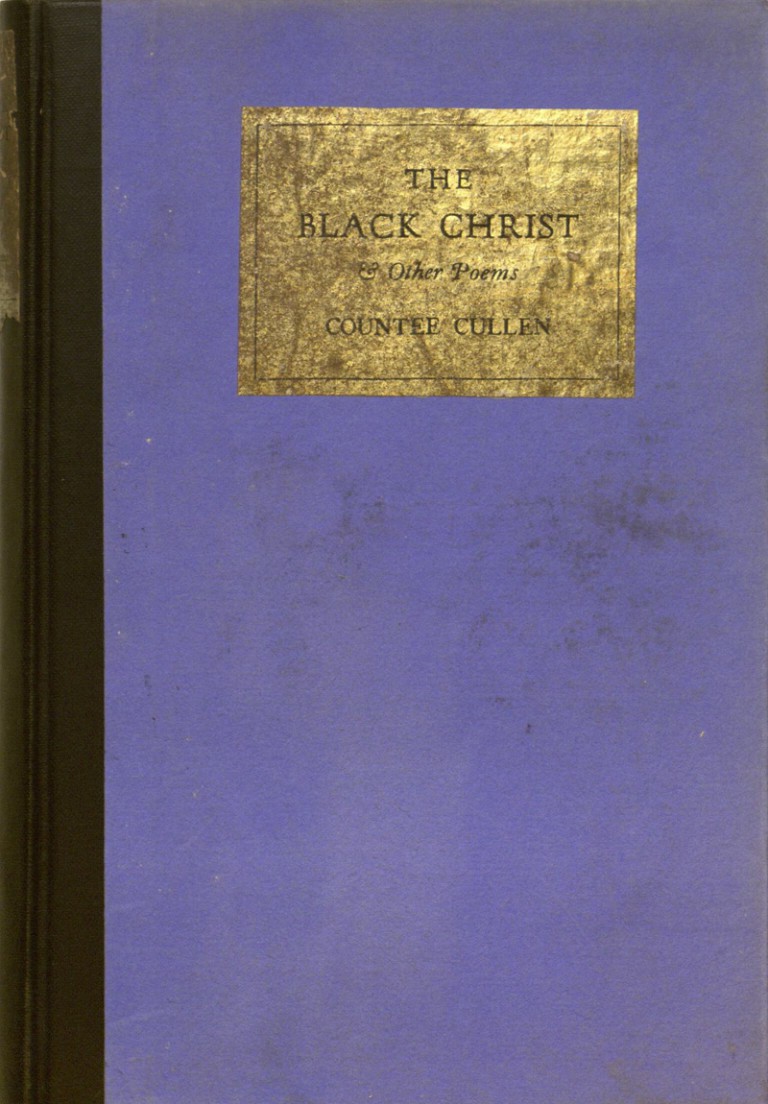 THE
BLACK CHRIST
& Other Poems
COUNTEE CULLEN